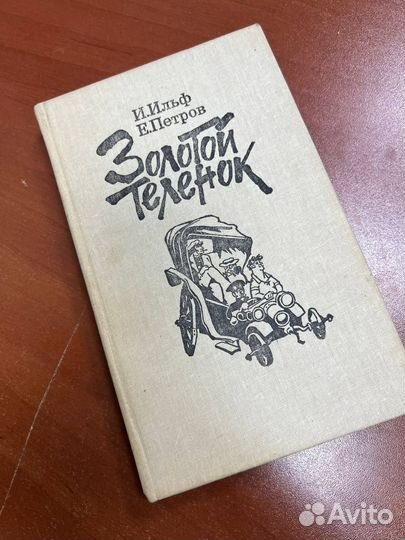 И.Ильф
Е.Петров
Золотой
теленок
Avito